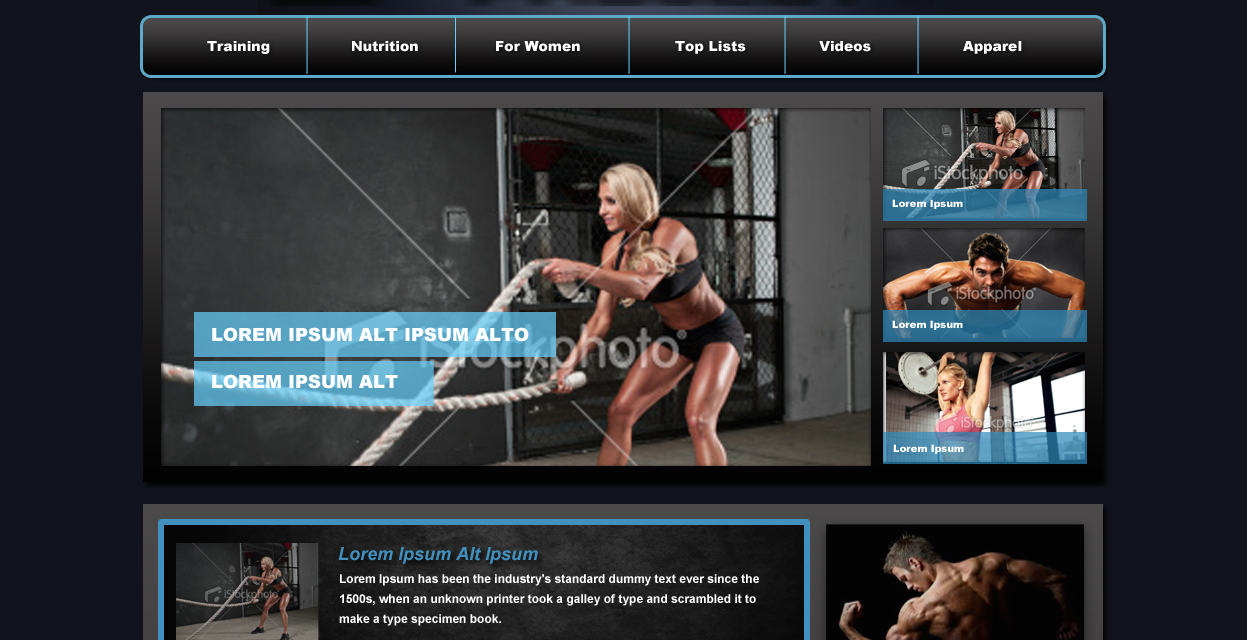 Training
Nutrition
For Women
Top Lists
Videos
Apparel
iStockphoto
LOREM IPSUM ALT IPSUM ALTO
LOREM IPSUM ALT
iStockphoto
Lorem Ipsum
iStockphoto
Lorem Ipsum
iStockphoto
Lorem Ipsum
iStockphoto
Lorem Ipsum Alt Ipsum
Lorem Ipsum has been the industry's standard dummy text ever since the
1500s, when an unknown printer took a galley of type and scrambled it to
make a type specimen book.